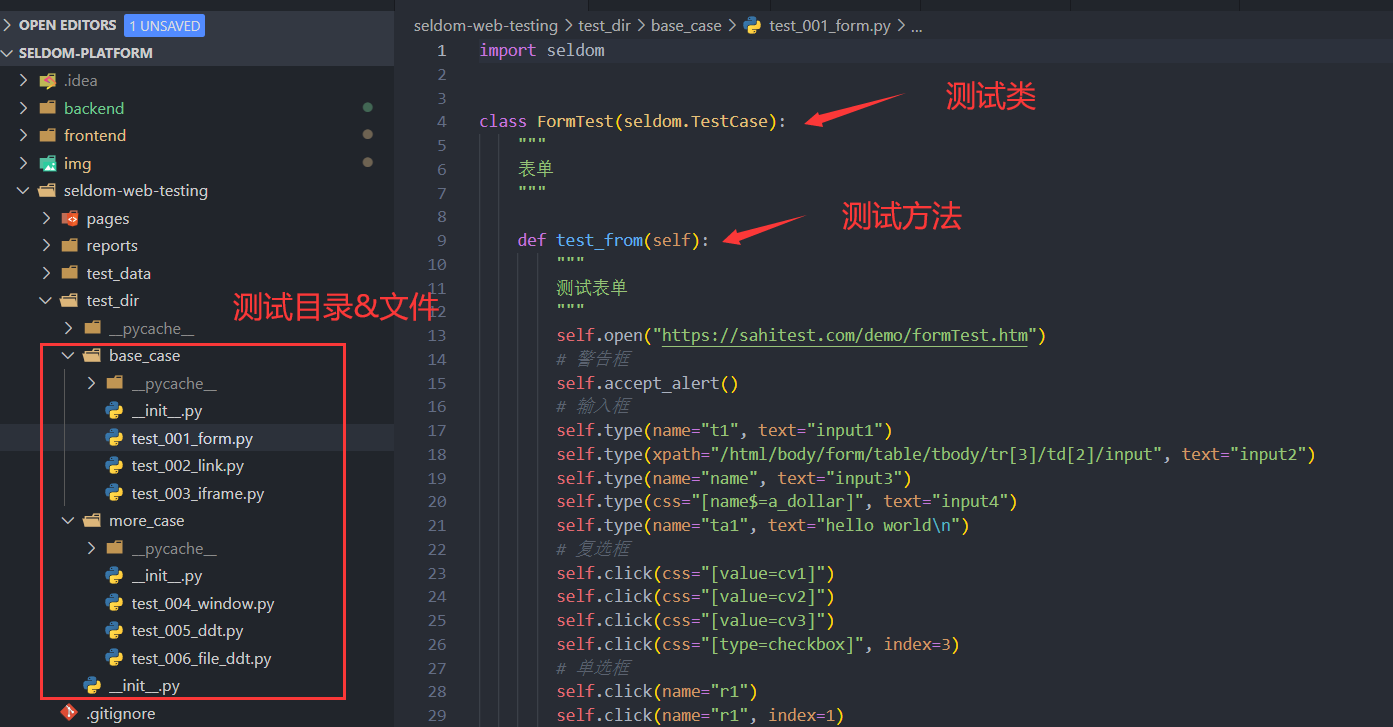 OPEN EDITORS 1 UNSAVED
SELDOM-PLATFORM
.idea
backend
frontend
img
seldom-web-testing
pages
reports
test_data
test_dir
__pycache__
base_case
__pycache__
__init__.py
test_001_form.py
test_002_link.py
test_003_iframe.py
more_case
__pycache__
__init__.py
test_004_window.py
test_005_ddt.py
test_006_file_ddt.py
__init__.py
.gitignore
测试目录&文件
seldom-web-testing > test_dir > base_case > test_001_form.py > ...
1 import seldom
2
3
4 class FormTest(seldom.TestCase):
测试类
5 """
6 表单
7 """
8
9 def test_from(self):
测试方法
10 """
11 测试表单
12 """
13 self.open("https://sahitest.com/demo/formTest.htm")
14 # 警告框
15 self.accept_alert()
16 # 输入框
17 self.type(name="t1", text="input1")
18 self.type(xpath="/html/body/form/table/tbody/tr[3]/td[2]/input", text="input2")
19 self.type(name="name", text="input3")
20 self.type(css="[name$=a_dollar]", text="input4")
21 self.type(name="ta1", text="hello world\n")
22 # 复选框
23 self.click(css="[value=cv1]")
24 self.click(css="[value=cv2]")
25 self.click(css="[value=cv3]")
26 self.click(css="[type=checkbox]", index=3)
27 # 单选框
28 self.click(name="r1")
29 self.click(name="r1", index=1)